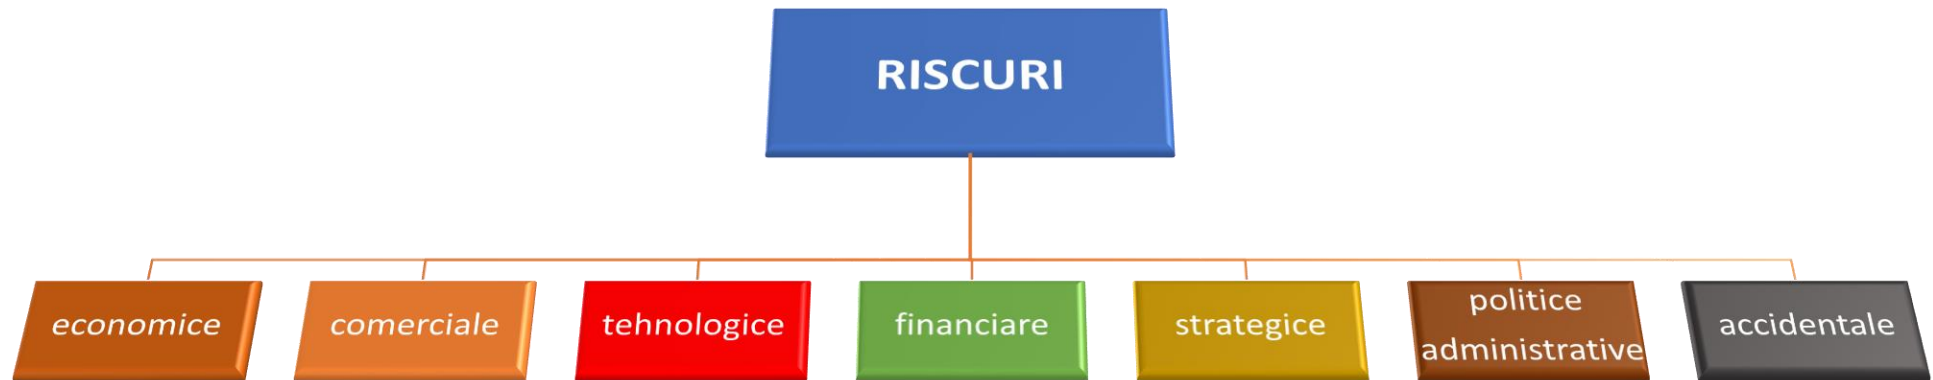 RISCURI
economice
comerciale
tehnologice
financiare
strategice
politice
administrative
accidentale